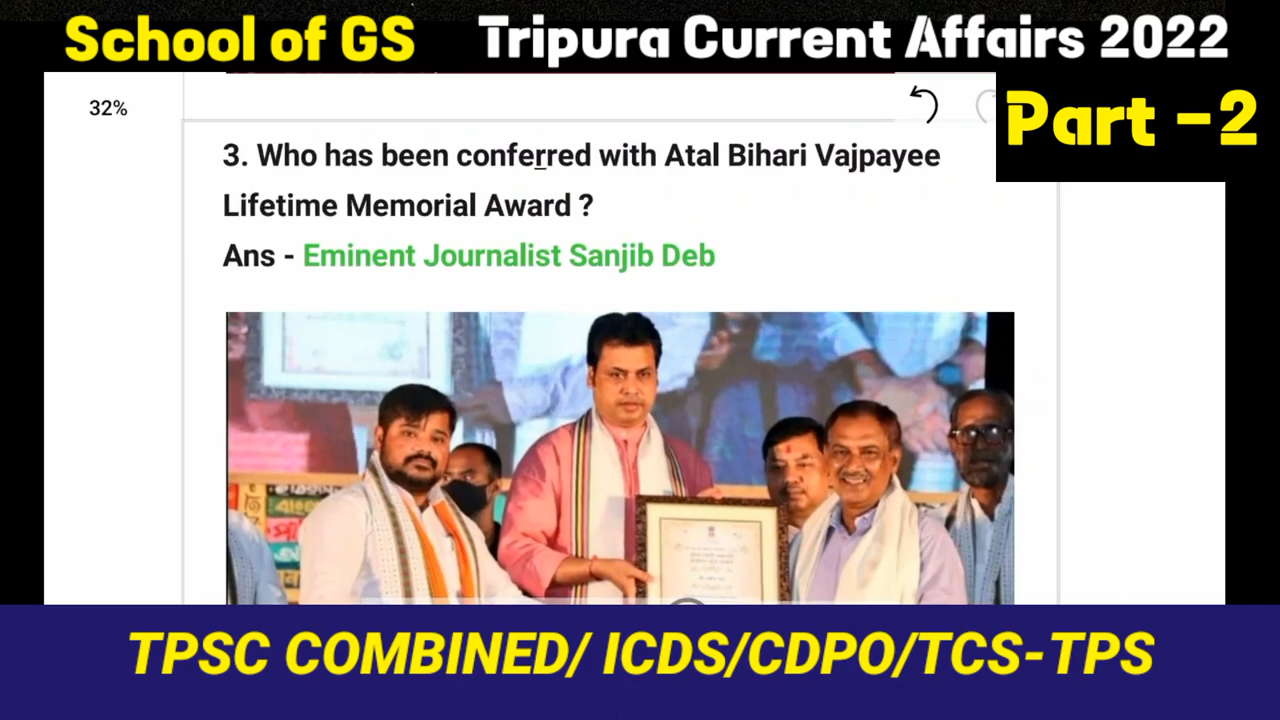 School of GS Tripura Current Affairs 2022
Part -2
32%
3. Who has been conferred with Atal Bihari Vajpayee
Lifetime Memorial Award ?
Ans - Eminent Journalist Sanjib Deb
TPSC COMBINED/ ICDS/CDPO/TCS-TPS